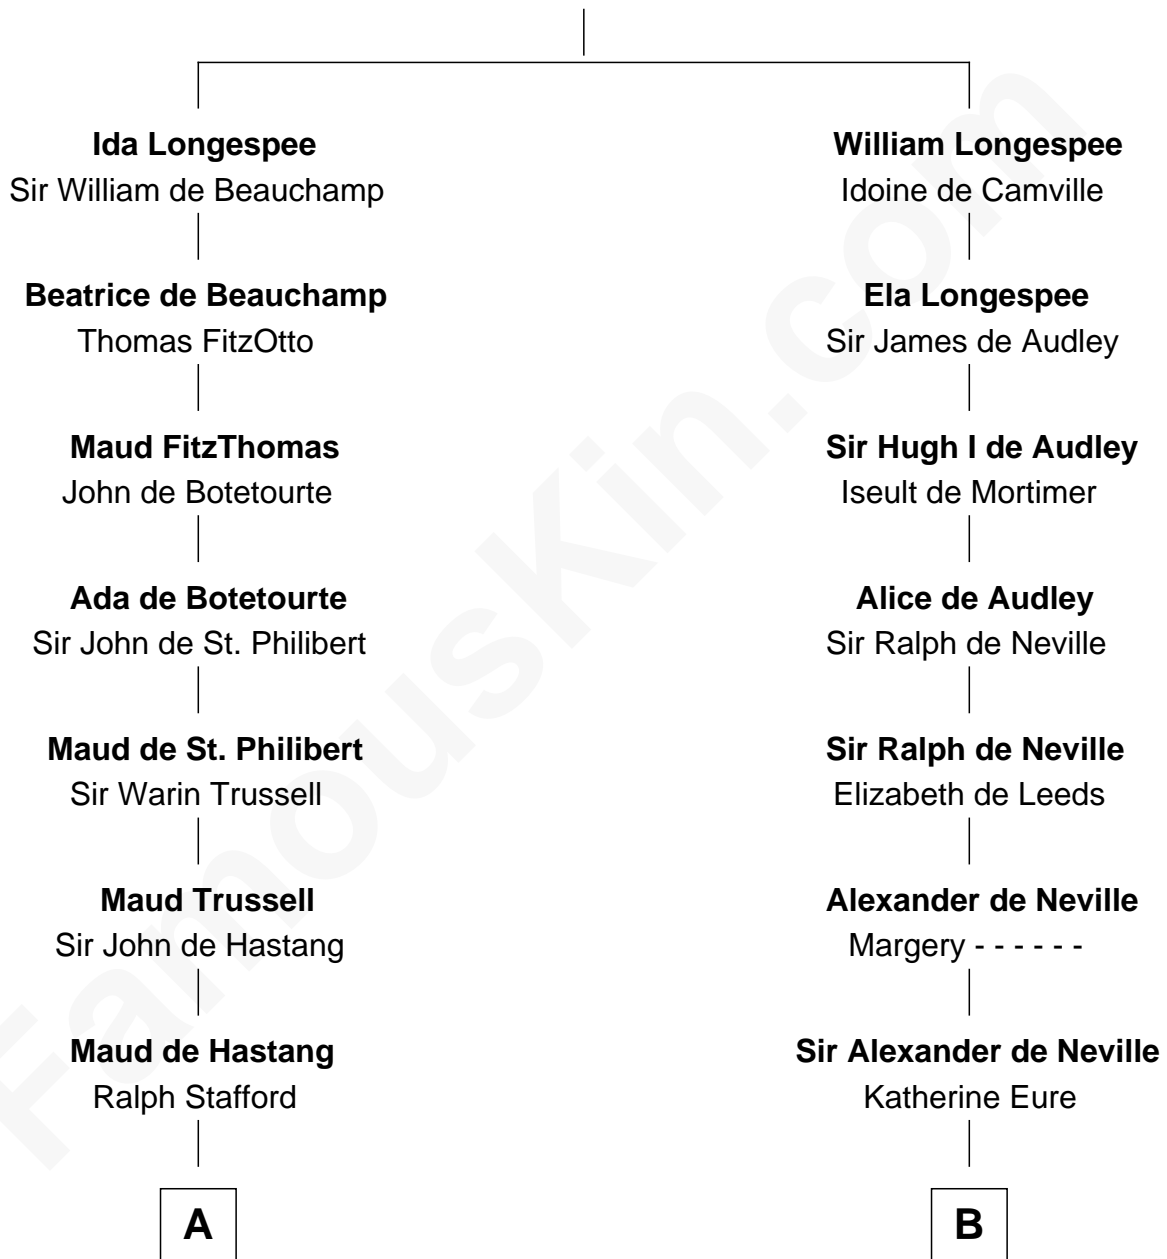 Ida Longespee
Sir William de Beauchamp
Beatrice de Beauchamp
Thomas FitzOtto
Maud FitzThomas
John de Botetourte
Ada de Botetourte
Sir John de St. Philibert
Maud de St. Philibert
Sir Warin Trussell
Maud Trussell
Sir John de Hastang
Maud de Hastang
Ralph Stafford
A
William Longespee
Idoine de Camville
Ela Longespee
Sir James de Audley
Sir Hugh I de Audley
Iseult de Mortimer
Alice de Audley
Sir Ralph de Neville
Sir Ralph de Neville
Elizabeth de Leeds
Alexander de Neville
Margery - - - - - -
Sir Alexander de Neville
Katherine Eure
B
FamousKin.com